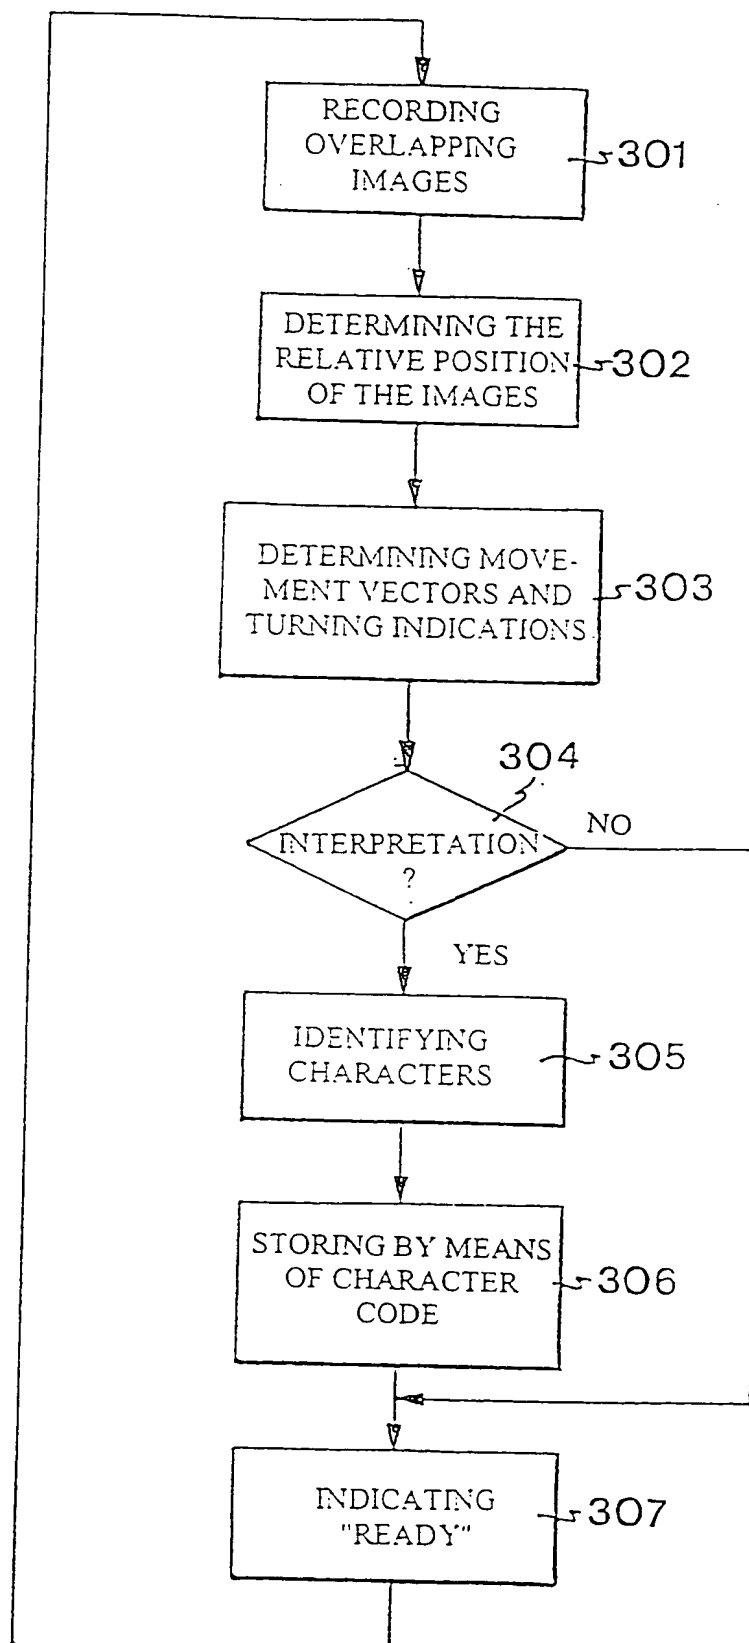 RECORDING
OVERLAPPING
IMAGES
301
DETERMINING THE
RELATIVE POSITION
OF THE IMAGES
302
DETERMINING MOVE-
MENT VECTORS AND
TURNING INDICATIONS
303
304
INTERPRETATION
?
NO
YES
IDENTIFYING
CHARACTERS
305
STORING BY MEANS
OF CHARACTER
CODE
306
INDICATING
"READY"
307